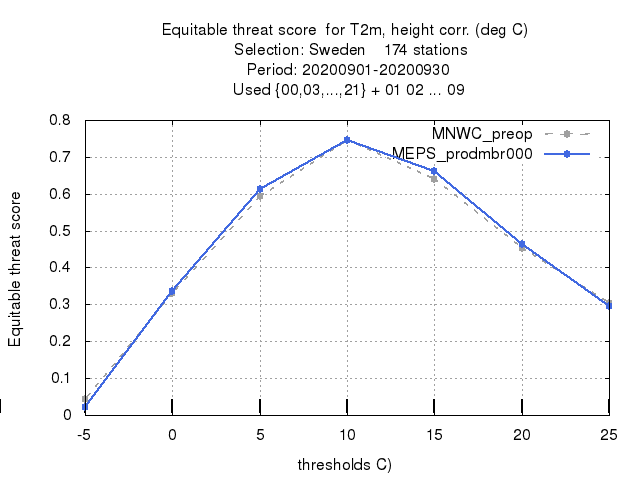 Equitable threat score  for T2m, height corr. (deg C)
Selection: Sweden    174 stations
Period: 20200901-20200930
Used {00,03,...,21} + 01 02 ... 09
MNWC_preop
MEPS_prodmbr000
Equitable threat score
0.8
0.7
0.6
0.5
0.4
0.3
0.2
0.1
0
-5 0 5 10 15 20 25
thresholds C)